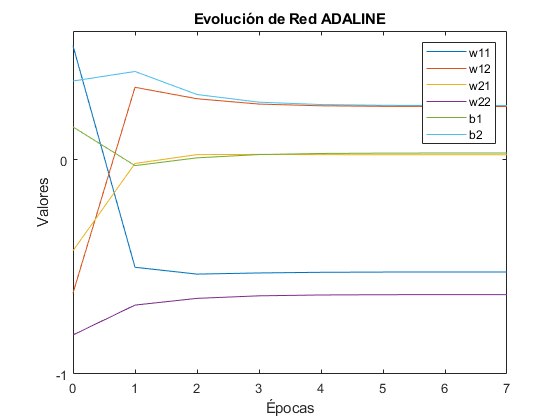 Evolución de Red ADALINE
w11
w12
w21
w22
b1
b2
Valores
0
-1
0 1 2 3 4 5 6 7
Épocas